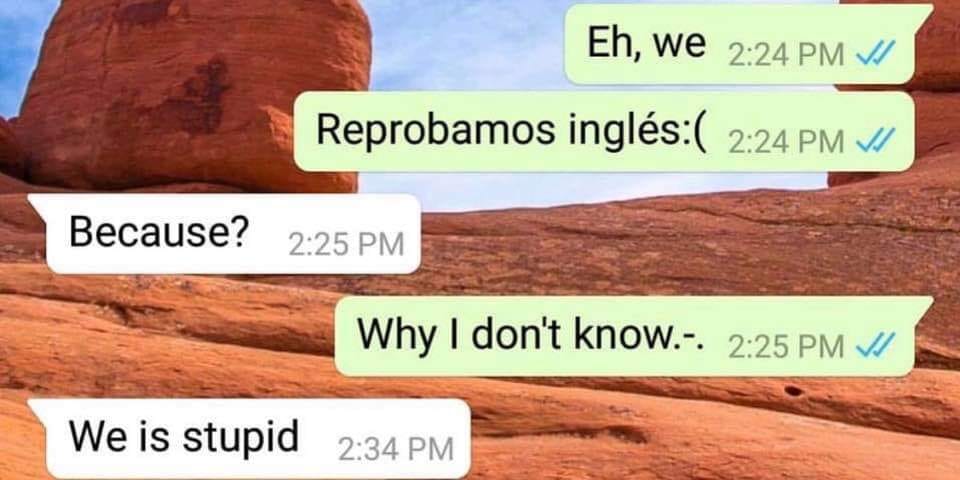 Eh, we 2:24 PM
Reprobamos inglés:( 2:24 PM
Because? 2:25 PM
Why I don't know.-. 2:25 PM
We is stupid 2:34 PM